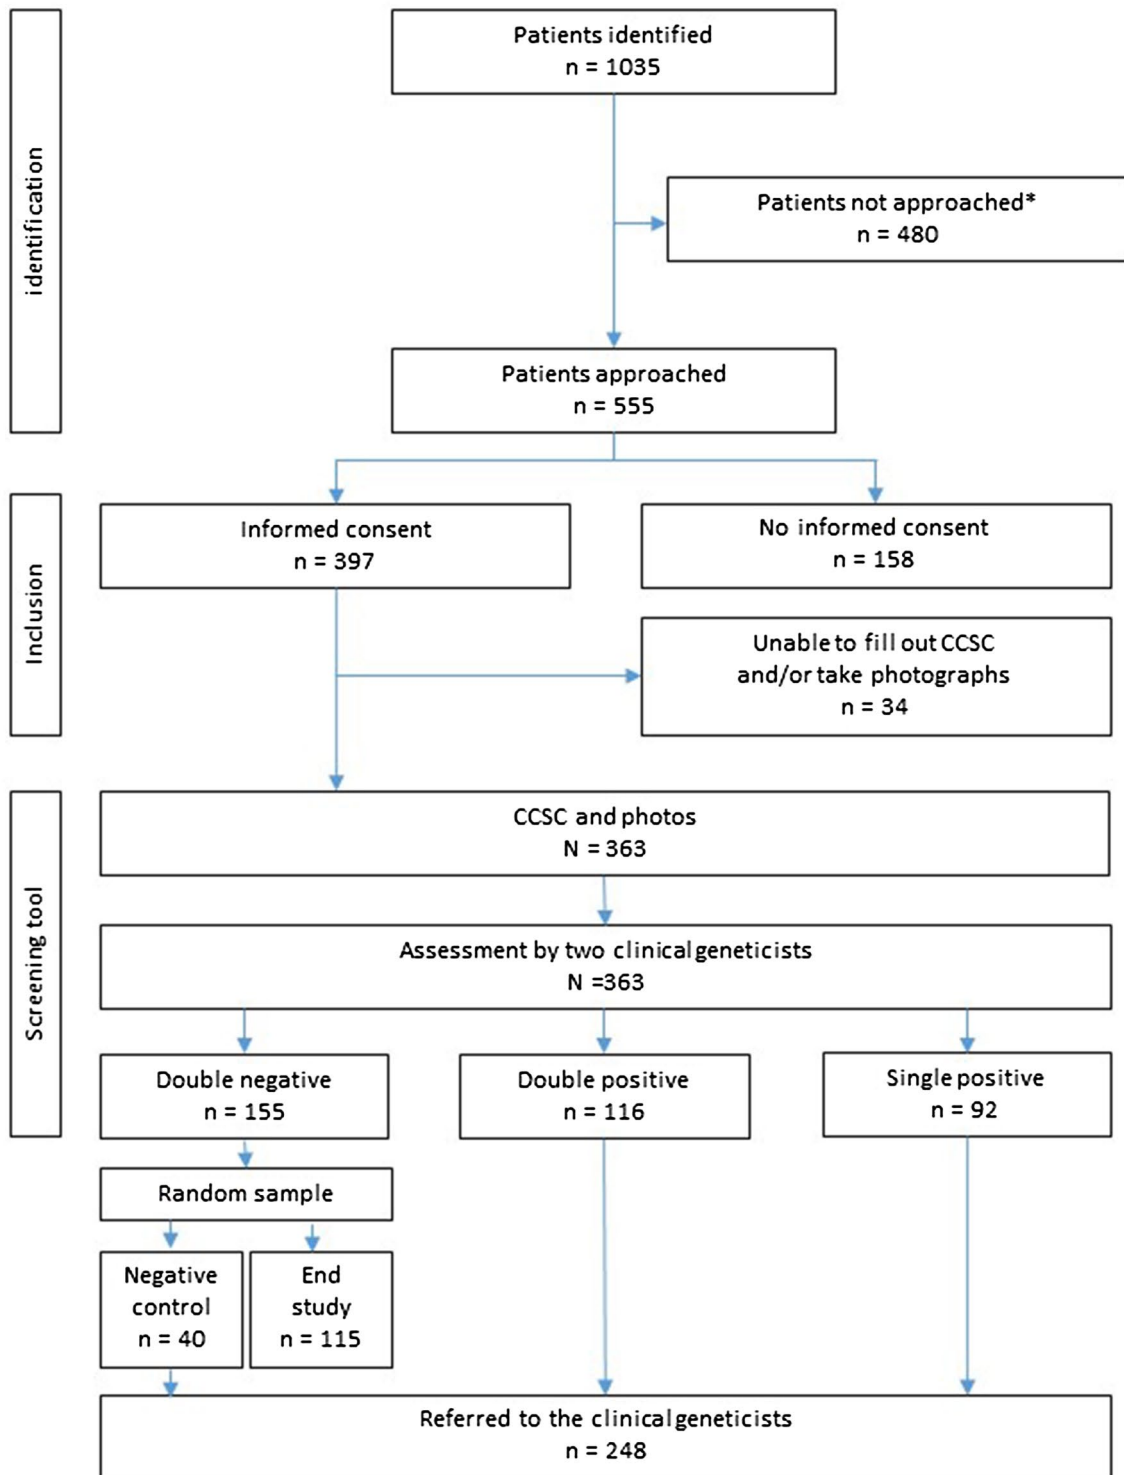 identification
Patients identified
n = 1035
Patients not approached*
n = 480
Patients approached
n = 555
Inclusion
Informed consent
n = 397
No informed consent
n = 158
Unable to fill out CCSC
and/or take photographs
n = 34
Screening tool
CCSC and photos
N = 363
Assessment by two clinical geneticists
N =363
Double negative
n = 155
Double positive
n = 116
Single positive
n = 92
Random sample
Negative
control
n = 40
End
study
n = 115
Referred to the clinical geneticists
n = 248